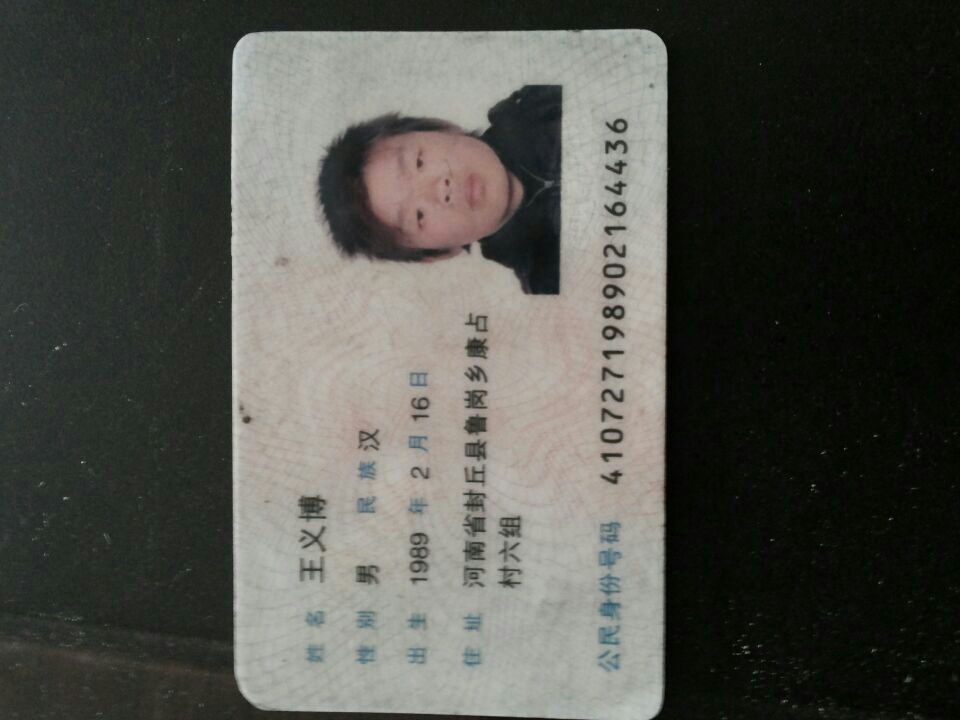 姓名 王义博
性别 男 民族 汉
出生 1989 年 2 月 16 日
住址 河南省封丘县鲁岗乡康占
村六组
公民身份号码 410727198902164436